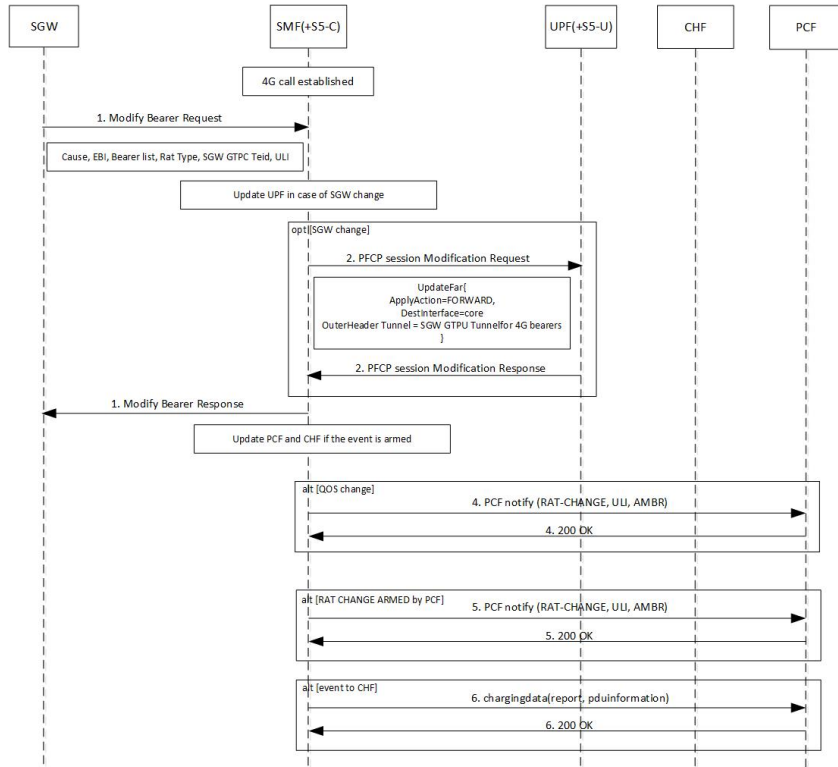 SGW
SMF(+S5-C)
UPF(+S5-U)
CHF
PCF
4G call established
1. Modify Bearer Request
Cause, EBI, Bearer list, Rat Type, SGW GTPC Teid, ULI
Update UPF in case of SGW change
opt [SGW change]
2. PFCP session Modification Request
UpdateFar{
ApplyAction=FORWARD,
DestInterface=core
OuterHeader Tunnel = SGW GTPU Tunnelfor 4G bearers
}
2. PFCP session Modification Response
1. Modify Bearer Response
Update PCF and CHF if the event is armed
alt [QOS change]
4. PCF notify (RAT-CHANGE, ULI, AMBR)
4. 200 OK
alt [RAT CHANGE ARMED by PCF]
5. PCF notify (RAT-CHANGE, ULI, AMBR)
5. 200 OK
alt [event to CHF]
6. chargingdata(report, pduinformation)
6. 200 OK